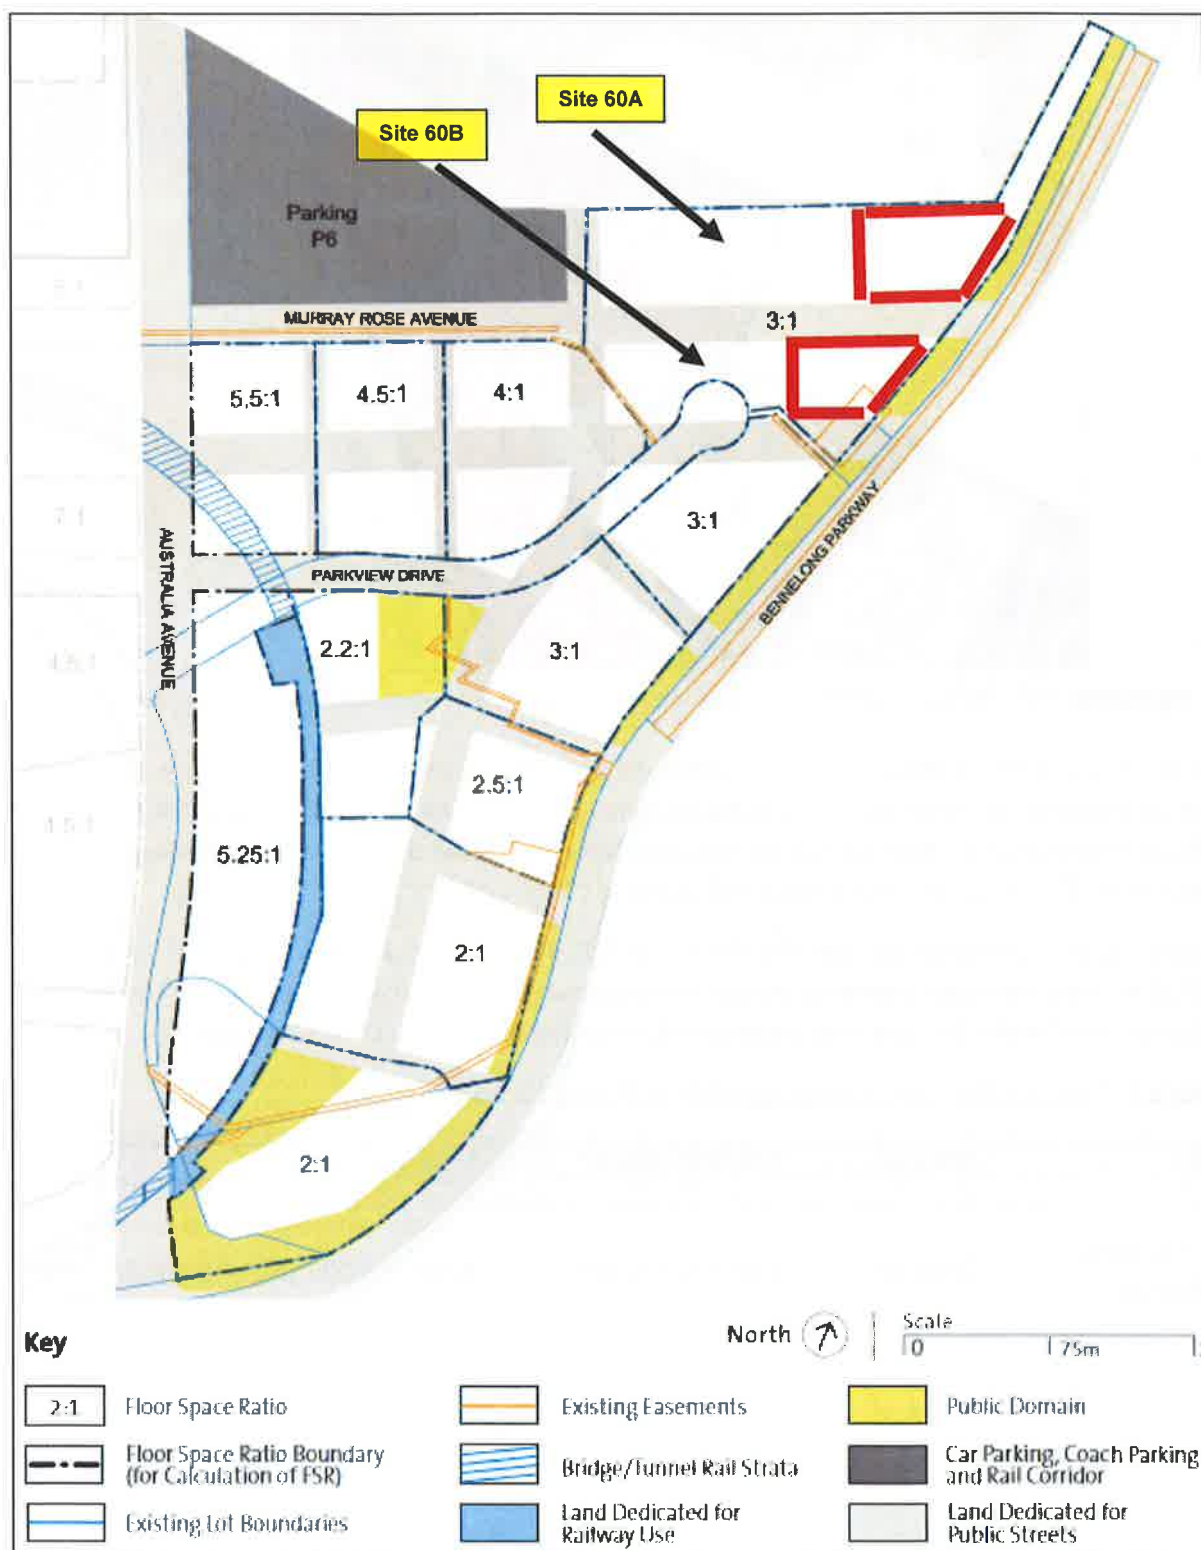 Site 60A
Site 60B
Parking
P6
MURRAY ROSE AVENUE
3:1
5.5:1
4.5:1
4:1
3:1
AUSTRALIA AVENUE
PARKVIEW DRIVE
BENNELONG PARKWAY
2.2:1
3:1
2.5:1
5.25:1
2:1
2:1
Key
North
Scale
0
75m
2:1
Floor Space Ratio
Floor Space Ratio Boundary
(for Calculation of FSR)
Existing Lot Boundaries
Existing Easements
Bridge/Tunnel Rail Strata
Land Dedicated for
Railway Use
Public Domain
Car Parking, Coach Parking
and Rail Corridor
Land Dedicated for
Public Streets